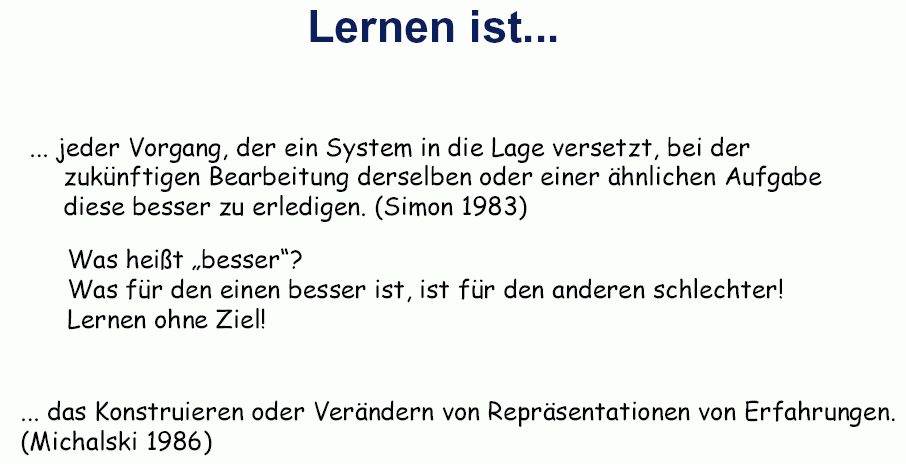 Lernen ist...
... jeder Vorgang, der ein System in die Lage versetzt, bei der
zukünftigen Bearbeitung derselben oder einer ähnlichen Aufgabe
diese besser zu erledigen. (Simon 1983)
Was heißt „besser“?
Was für den einen besser ist, ist für den anderen schlechter!
Lernen ohne Ziel!
... das Konstruieren oder Verändern von Repräsentationen von Erfahrungen.
(Michalski 1986)